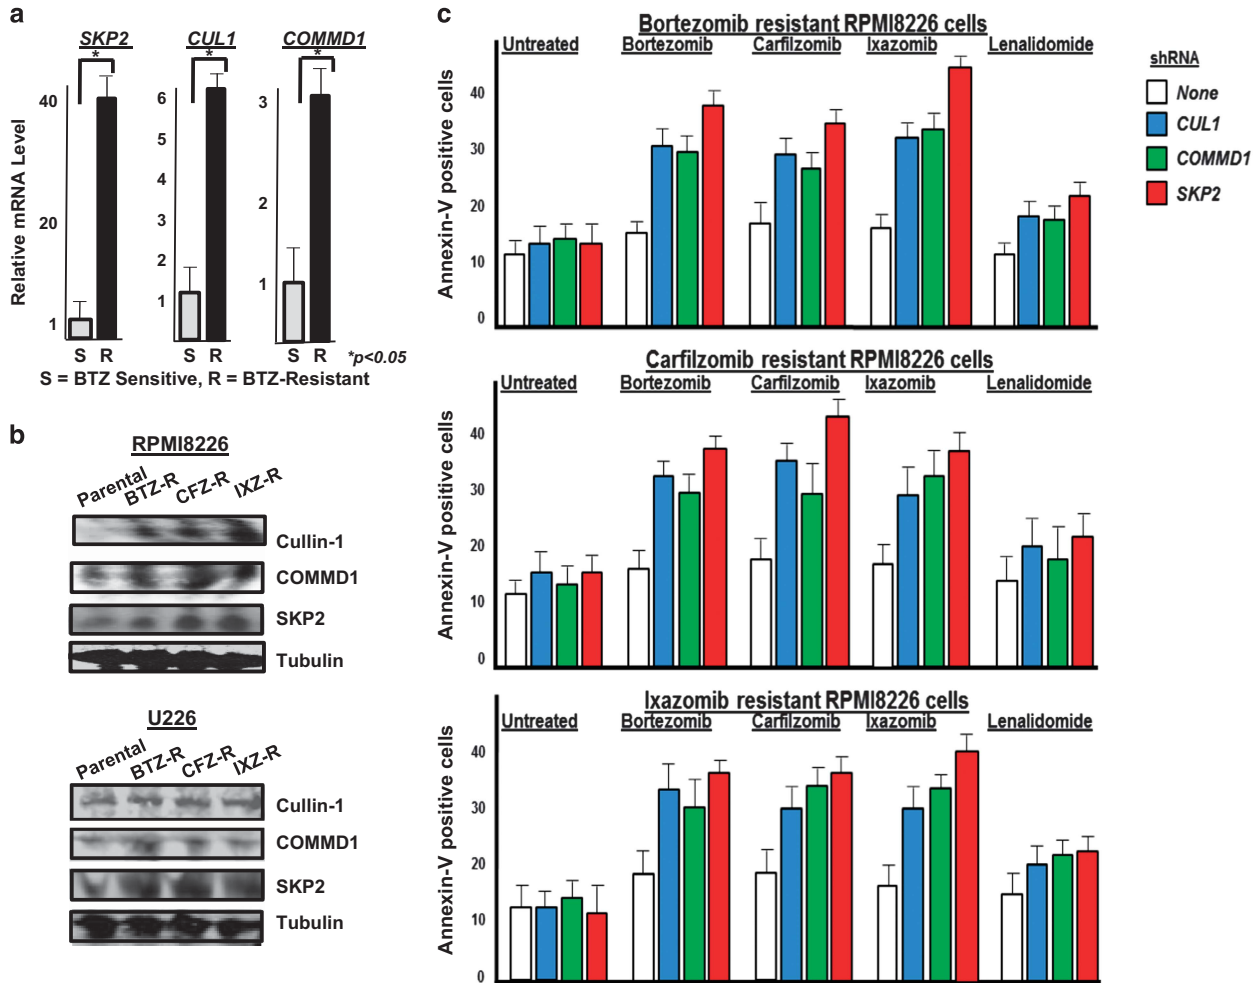 a
SKP2 CUL1 COMMD1
* * *
Relative mRNA Level
40
20
1
6
5
4
3
2
1
3
2
1
S R S R S R *p<0.05
S = BTZ Sensitive, R = BTZ-Resistant
b
RPMI8226
Parental BTZ-R CFZ-R IXZ-R
Cullin-1
COMMD1
SKP2
Tubulin
U226
Parental BTZ-R CFZ-R IXZ-R
Cullin-1
COMMD1
SKP2
Tubulin
c
Bortezomib resistant RPMI8226 cells
Untreated Bortezomib Carfilzomib Ixazomib Lenalidomide
Annexin-V positive cells
40
30
20
10
0
shRNA
None
CUL1
COMMD1
SKP2
Carfilzomib resistant RPMI8226 cells
Untreated Bortezomib Carfilzomib Ixazomib Lenalidomide
Annexin-V positive cells
40
30
20
10
0
Ixazomib resistant RPMI8226 cells
Untreated Bortezomib Carfilzomib Ixazomib Lenalidomide
Annexin-V positive cells
40
30
20
10
0